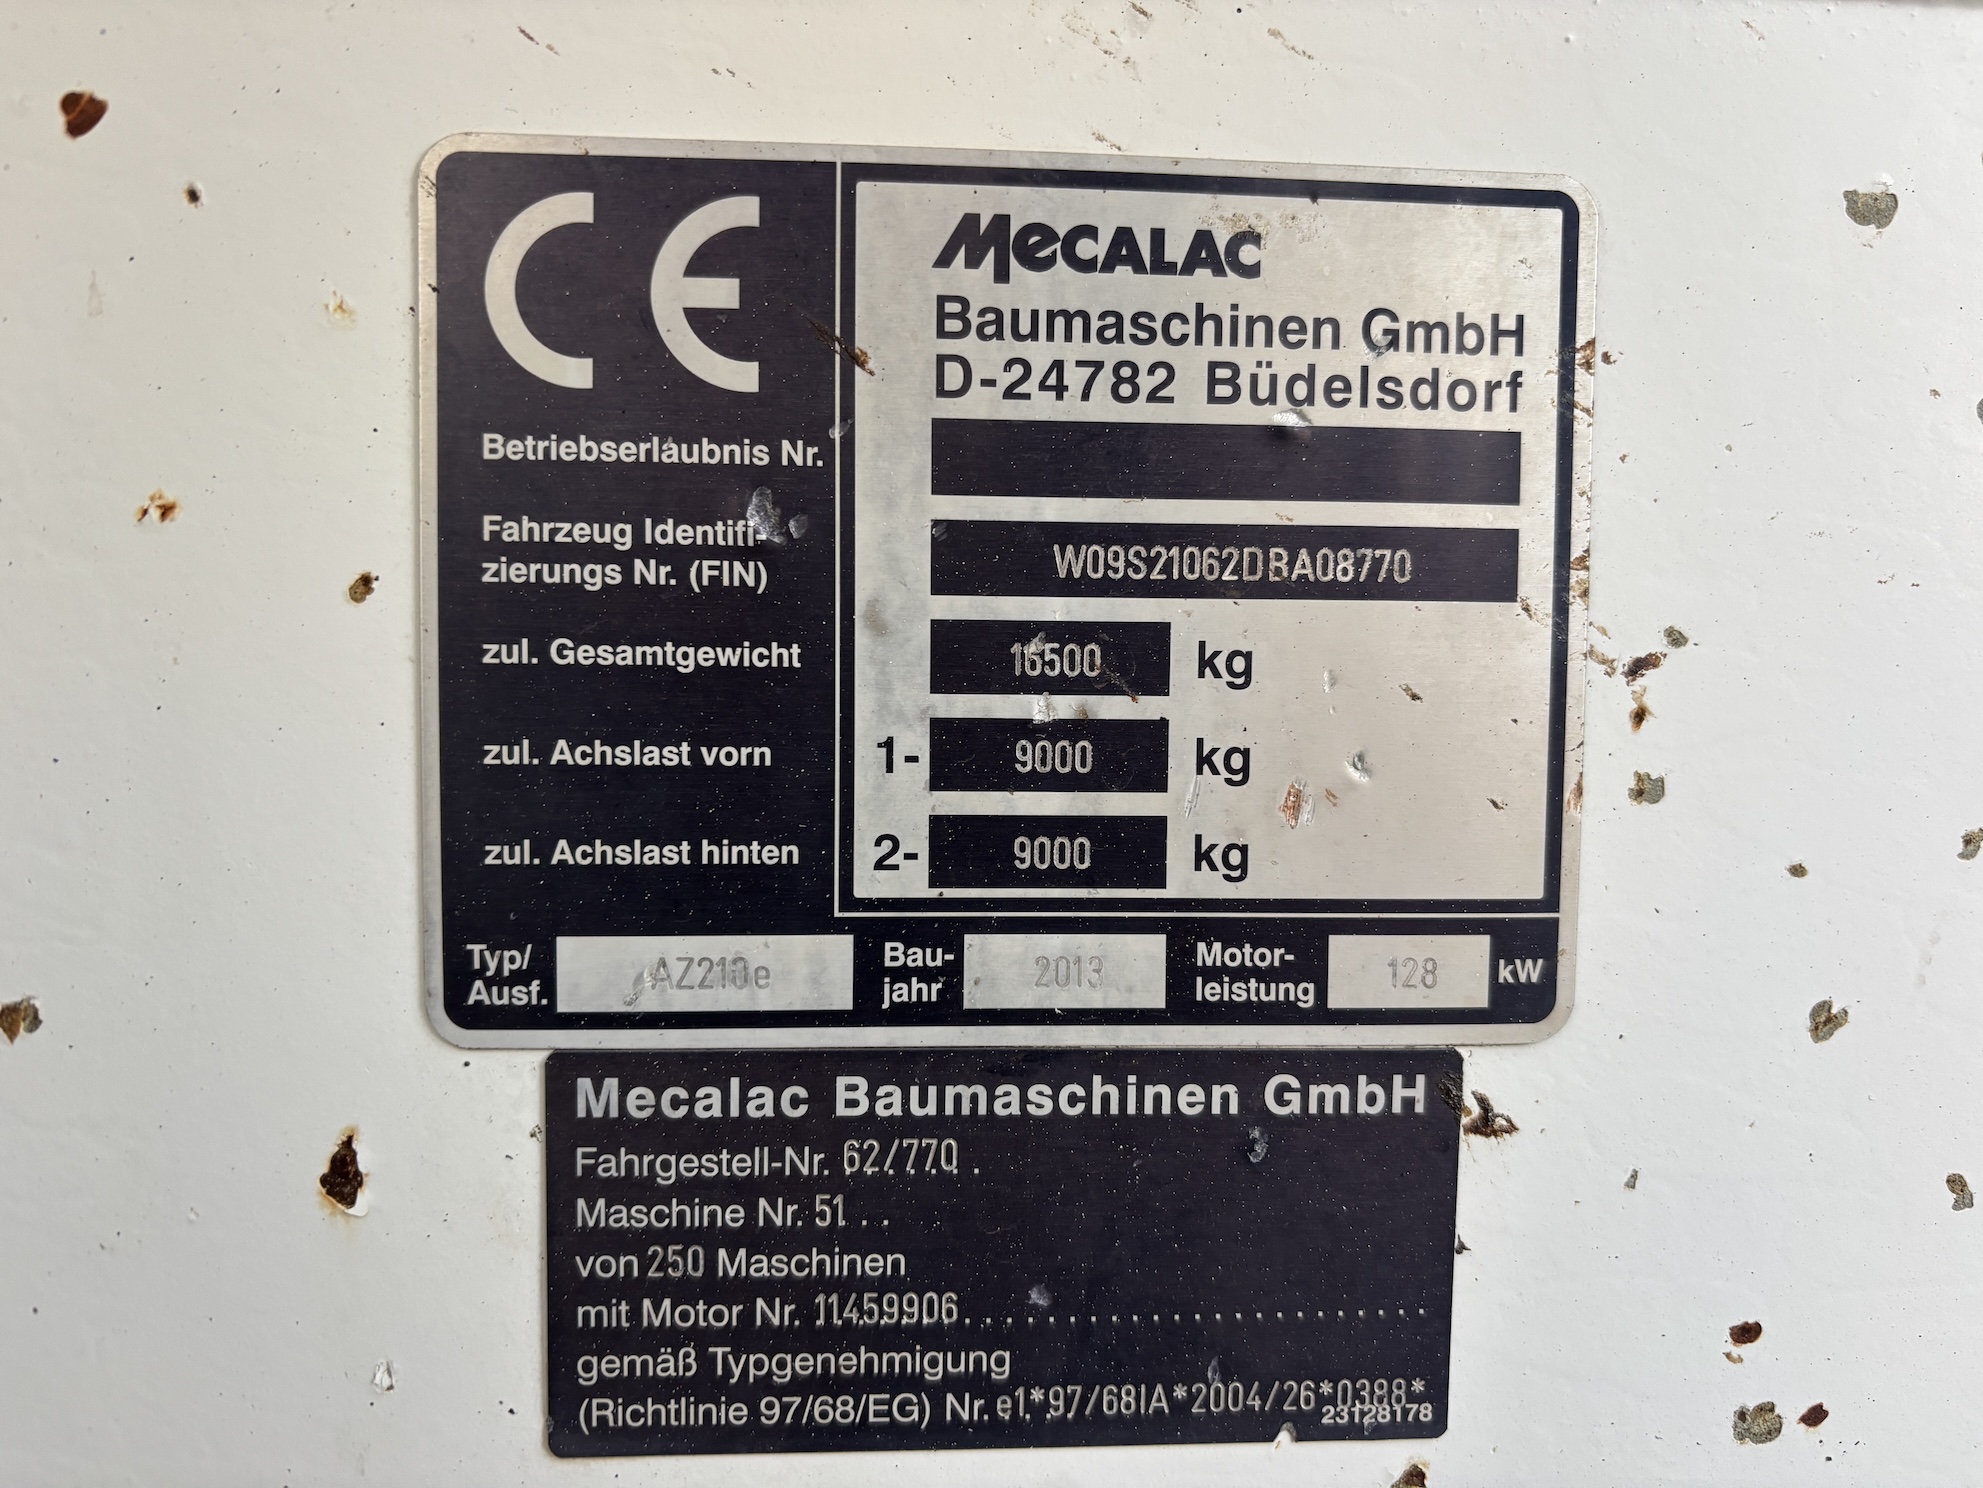 CE
MECALAC
Baumaschinen GmbH
D-24782 Büdelsdorf
Betriebserlaubnis Nr.
Fahrzeug Identifi-
zierungs Nr. (FIN) W09S21062DBA08770
zul. Gesamtgewicht 16500 kg
zul. Achslast vorn 1- 9000 kg
zul. Achslast hinten 2- 9000 kg
Typ/
Ausf. AZ210e
Bau-
jahr 2013
Motor-
leistung 128 kW
Mecalac Baumaschinen GmbH
Fahrgestell-Nr. 62/770 .
Maschine Nr. 51 . .
von 250 Maschinen
mit Motor Nr. 11459906 . . . . . . . . . . . . . . . . . . . .
gemäß Typgenehmigung
(Richtlinie 97/68/EG) Nr. e1*97/68IA*2004/26*0388*
23128178